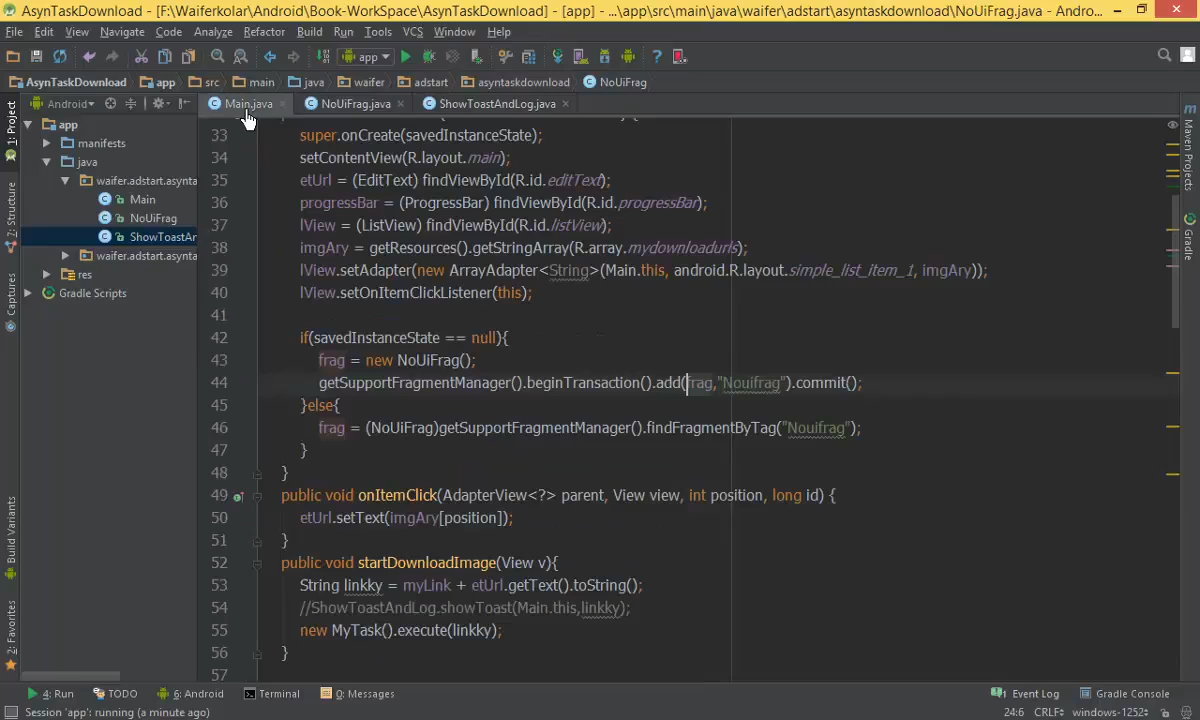 AsynTaskDownload - [F:\Waiferkolar\Android\Book-WorkSpace\AsynTaskDownload] - [app] - ...\app\src\main\java\waifer\adstart\asyntaskdownload\NoUiFrag.java - Andro...
File Edit View Navigate Code Analyze Refactor Build Run Tools VCS Window Help
app
AsynTaskDownload app src main java waifer adstart asyntaskdownload NoUiFrag
Android Main.java NoUiFrag.java ShowToastAndLog.java
1: Project
Z: Structure
Captures
Build Variants
2: Favorites
app
manifests
java
waifer.adstart.asynta
Main
NoUiFrag
ShowToastAr
waifer.adstart.asynta
res
Gradle Scripts
33 super.onCreate(savedInstanceState);
34 setContentView(R.layout.main);
35 etUrl = (EditText) findViewById(R.id.editText);
36 progressBar = (ProgressBar) findViewById(R.id.progressBar);
37 lView = (ListView) findViewById(R.id.listView);
38 imgAry = getResources().getStringArray(R.array.mydownloadurls);
39 lView.setAdapter(new ArrayAdapter<String>(Main.this, android.R.layout.simple_list_item_1, imgAry));
40 lView.setOnItemClickListener(this);
41
42 if(savedInstanceState == null){
43 frag = new NoUiFrag();
44 getSupportFragmentManager().beginTransaction().add(frag,"Nouifrag").commit();
45 }else{
46 frag = (NoUiFrag)getSupportFragmentManager().findFragmentByTag("Nouifrag");
47 }
48 }
49 public void onItemClick(AdapterView<?> parent, View view, int position, long id) {
50 etUrl.setText(imgAry[position]);
51 }
52 public void startDownloadImage(View v){
53 String linkky = myLink + etUrl.getText().toString();
54 //ShowToastAndLog.showToast(Main.this,linkky);
55 new MyTask().execute(linkky);
56 }
57
Maven Projects
Gradle
4: Run TODO 6: Android Terminal 0: Messages Event Log Gradle Console
Session 'app': running (a minute ago) 24:6 CRLF windows-1252